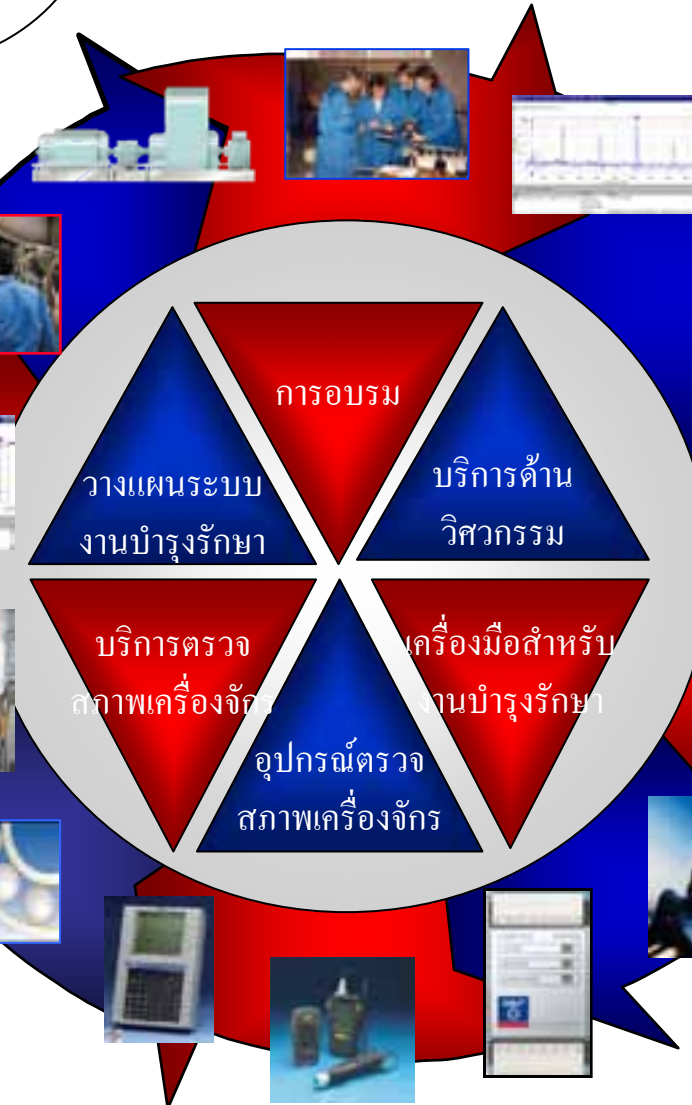 การอบรม
วางแผนระบบ
งานบำรุงรักษา
บริการด้าน
วิศวกรรม
บริการตรวจ
สภาพเครื่องจักร
เครื่องมือสำหรับ
งานบำรุงรักษา
อุปกรณ์ตรวจ
สภาพเครื่องจักร